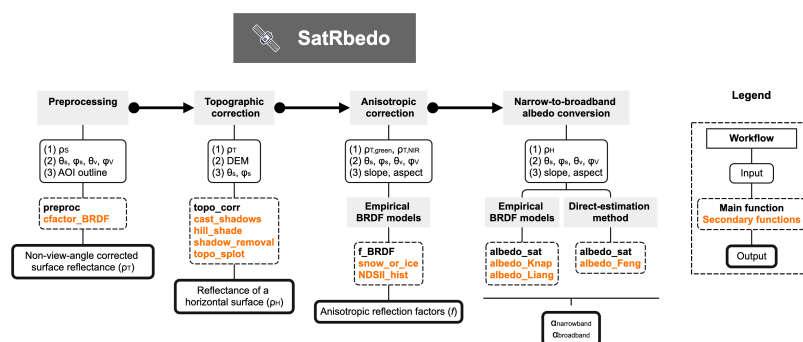 SatRbedo
Preprocessing
(1) ρS
(2) θs, φs, θv, φv
(3) AOI outline
preproc
cfactor_BRDF
Non-view-angle corrected
surface reflectance (ρT)
Topographic
correction
(1) ρT
(2) DEM
(3) θs, φs
topo_corr
cast_shadows
hill_shade
shadow_removal
topo_splot
Reflectance of a
horizontal surface (ρH)
Anisotropic
correction
(1) ρT,green, ρT,NIR
(2) θs, φs, θv, φv
(3) slope, aspect
Empirical
BRDF models
f_BRDF
snow_or_ice
NDSII_hist
Anisotropic reflection factors (f)
Narrow-to-broadband
albedo conversion
(1) ρH
(2) θs, φs, θv, φv
(3) slope, aspect
Empirical
BRDF models
albedo_sat
albedo_Knap
albedo_Liang
Direct-estimation
method
albedo_sat
albedo_Feng
αnarrowband
αbroadband
Legend
Workflow
Input
Main function
Secondary functions
Output